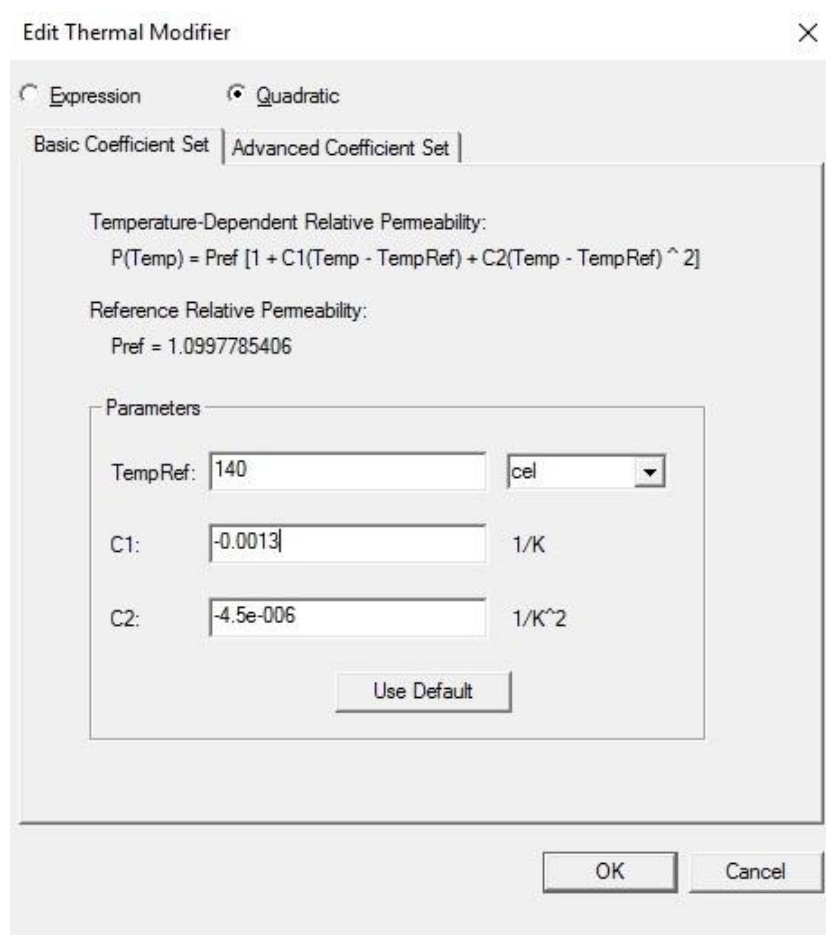 Edit Thermal Modifier
Expression Quadratic
Basic Coefficient Set Advanced Coefficient Set
Temperature-Dependent Relative Permeability:
P(Temp) = Pref [1 + C1(Temp - TempRef) + C2(Temp - TempRef) ^ 2]
Reference Relative Permeability:
Pref = 1.0997785406
Parameters
TempRef: 140 cel
C1: -0.0013 1/K
C2: -4.5e-006 1/K^2
Use Default
OK Cancel